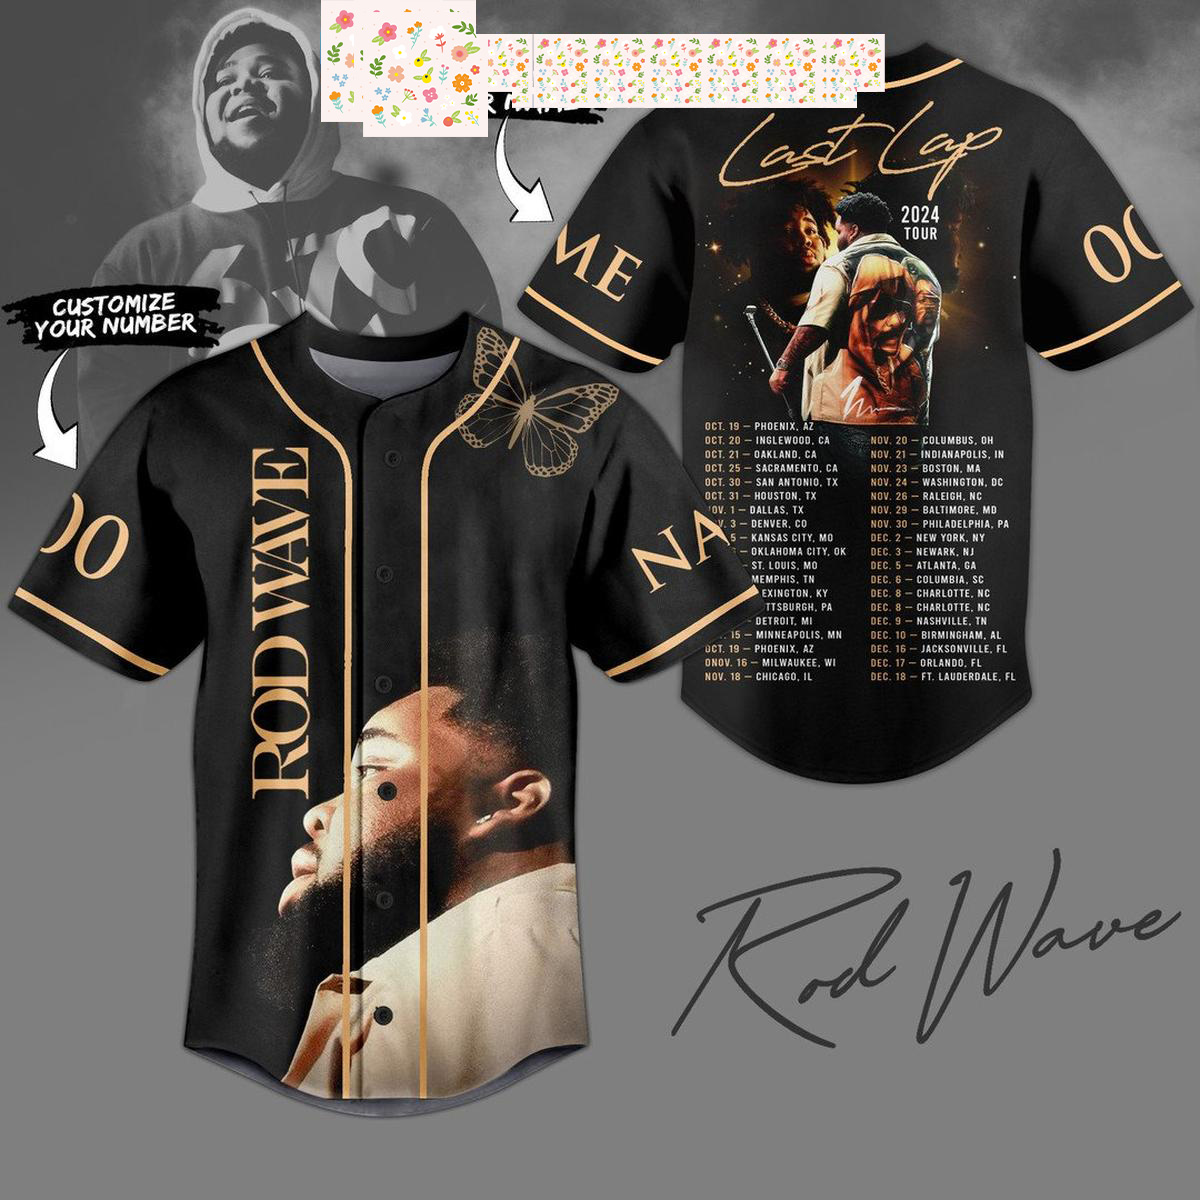 CUSTOMIZE
YOUR NUMBER
ROD WAVE
00
NA
ME
00
Last Lap
2024
TOUR
OCT. 19 – PHOENIX, AZ
OCT. 20 – INGLEWOOD, CA
OCT. 21 – OAKLAND, CA
OCT. 25 – SACRAMENTO, CA
OCT. 30 – SAN ANTONIO, TX
OCT. 31 – HOUSTON, TX
1 – DALLAS, TX
3 – DENVER, CO
5 – KANSAS CITY, MO
– OKLAHOMA CITY, OK
ST. LOUIS, MO
MEMPHIS, TN
EXINGTON, KY
TTSBURGH, PA
DETROIT, MI
15 – MINNEAPOLIS, MN
OCT. 19 – PHOENIX, AZ
ONOV. 16 – MILWAUKEE, WI
NOV. 18 – CHICAGO, IL
NOV. 20 – COLUMBUS, OH
NOV. 21 – INDIANAPOLIS, IN
NOV. 23 – BOSTON, MA
NOV. 24 – WASHINGTON, DC
NOV. 26 – RALEIGH, NC
NOV. 29 – BALTIMORE, MD
NOV. 30 – PHILADELPHIA, PA
DEC. 2 – NEW YORK, NY
DEC. 3 – NEWARK, NJ
DEC. 5 – ATLANTA, GA
DEC. 6 – COLUMBIA, SC
DEC. 8 – CHARLOTTE, NC
DEC. 8 – CHARLOTTE, NC
DEC. 9 – NASHVILLE, TN
DEC. 10 – BIRMINGHAM, AL
DEC. 16 – JACKSONVILLE, FL
DEC. 17 – ORLANDO, FL
DEC. 18 – FT. LAUDERDALE, FL
Rod Wave